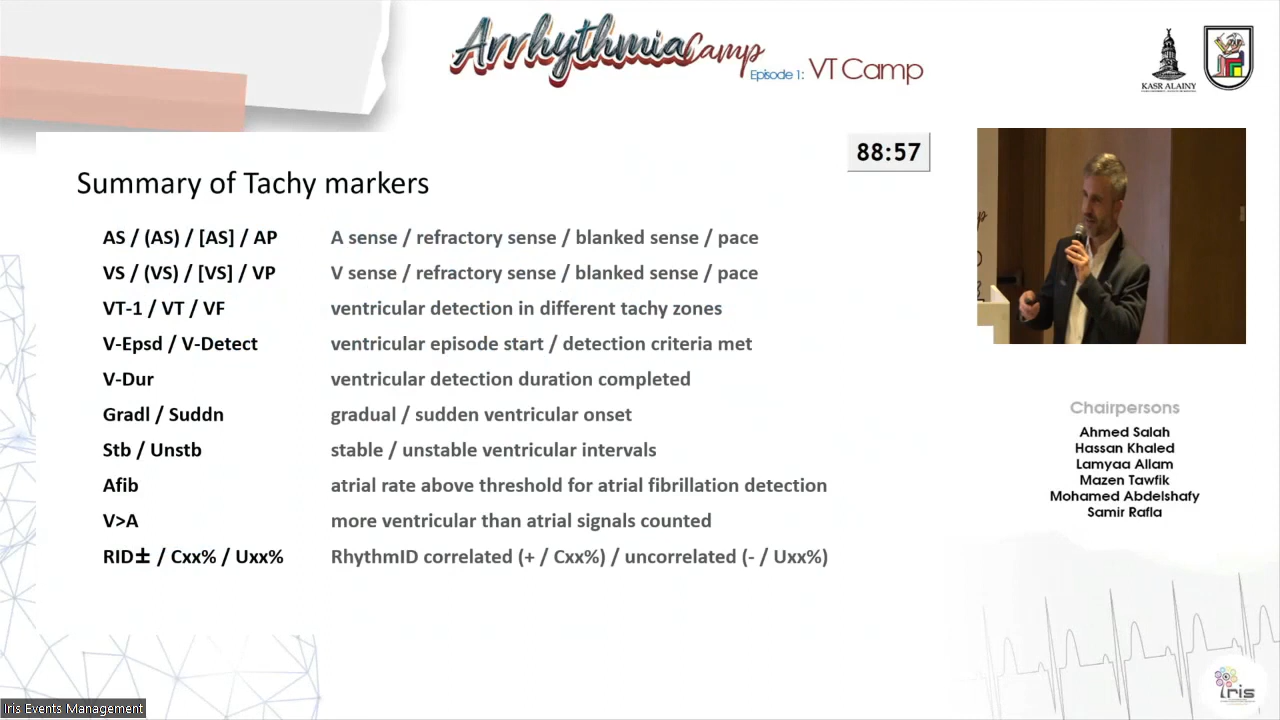 Arrhythmia Camp
Episode 1: VT Camp
KASR ALAINY
88:57
Summary of Tachy markers
AS / (AS) / [AS] / AP A sense / refractory sense / blanked sense / pace
VS / (VS) / [VS] / VP V sense / refractory sense / blanked sense / pace
VT-1 / VT / VF ventricular detection in different tachy zones
V-Epsd / V-Detect ventricular episode start / detection criteria met
V-Dur ventricular detection duration completed
Gradl / Suddn gradual / sudden ventricular onset
Stb / Unstb stable / unstable ventricular intervals
Afib atrial rate above threshold for atrial fibrillation detection
V>A more ventricular than atrial signals counted
RID± / Cxx% / Uxx% RhythmID correlated (+ / Cxx%) / uncorrelated (- / Uxx%)
Chairpersons
Ahmed Salah
Hassan Khaled
Lamyaa Allam
Mazen Tawfik
Mohamed Abdelshafy
Samir Rafla
Iris Events Management
iris